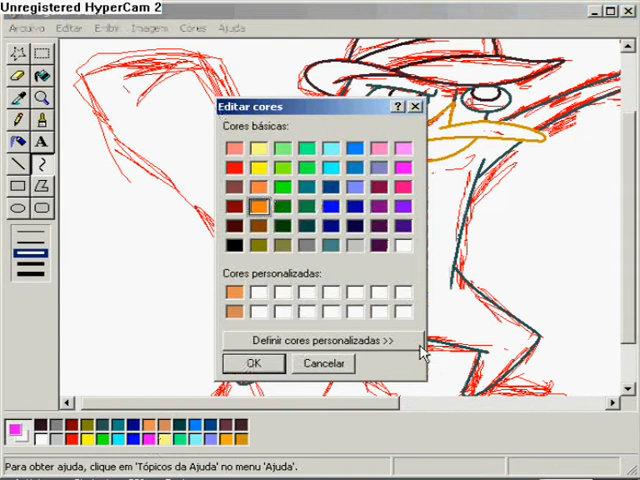 Unregistered HyperCam 2
Arquivo Editar Exibir Imagem Cores Ajuda
Editar cores
Cores básicas:
Cores personalizadas:
Definir cores personalizadas >>
OK Cancelar
Para obter ajuda, clique em 'Tópicos da Ajuda' no menu 'Ajuda'.